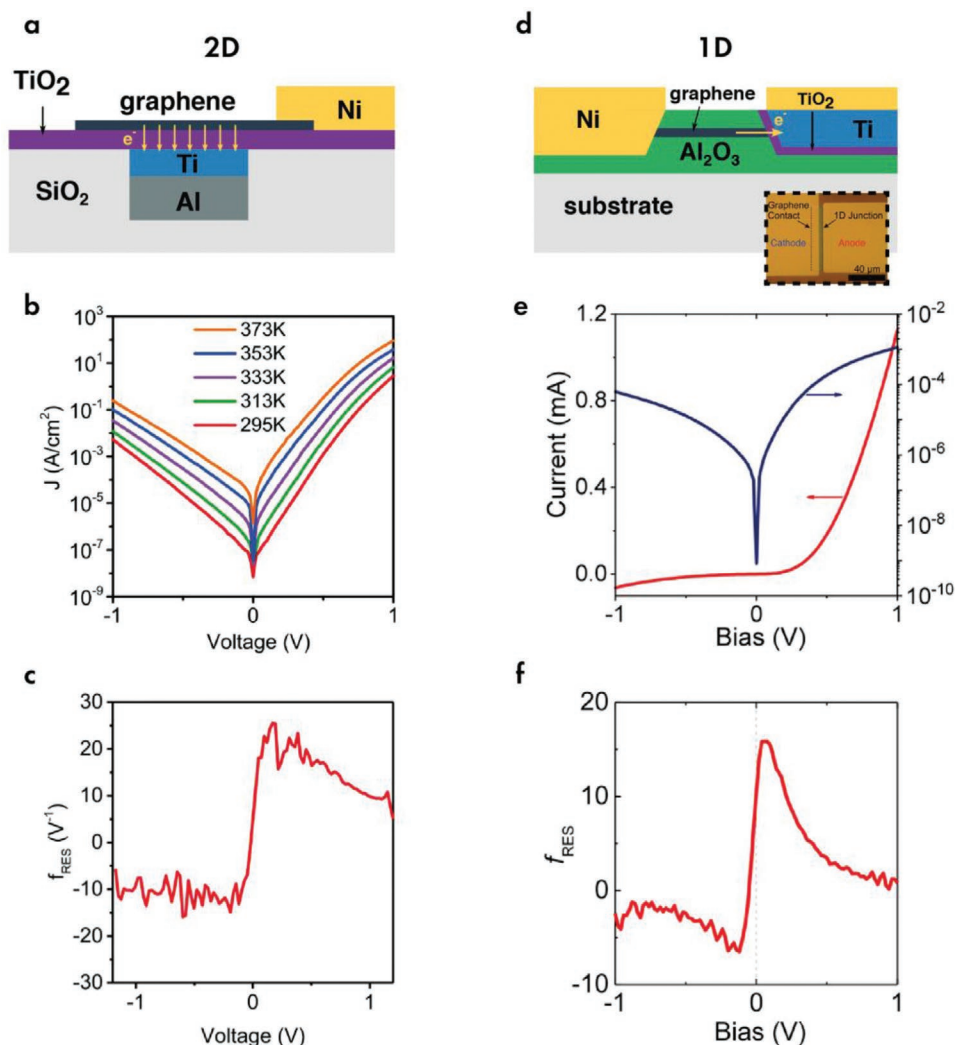 a
2D
TiO2
graphene
Ni
e-
Ti
SiO2
Al
b
10^3
10^1
10^-1
10^-3
10^-5
10^-7
10^-9
J (A/cm^2)
373K
353K
333K
313K
295K
-1
0
1
Voltage (V)
c
30
20
10
0
-10
-20
-30
f_RES (V^-1)
-1
0
1
Voltage (V)
d
1D
graphene
TiO2
Ni
e-
Ti
Al2O3
substrate
Graphene
Contact
1D Junction
Cathode
Anode
40 µm
e
1.2
0.8
0.4
0.0
Current (mA)
10^-2
10^-4
10^-6
10^-8
10^-10
-1
0
1
Bias (V)
f
20
10
0
-10
f_RES
-1
0
1
Bias (V)